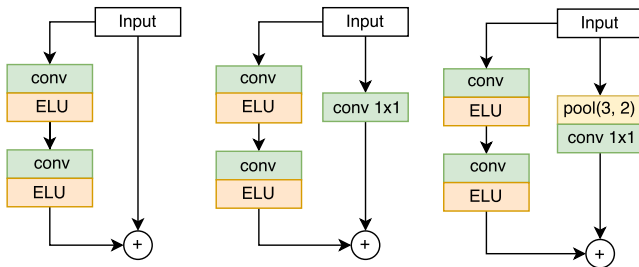 Input
conv
ELU
conv
ELU
+
Input
conv
ELU
conv 1x1
conv
ELU
+
Input
conv
ELU
pool(3, 2)
conv 1x1
conv
ELU
+